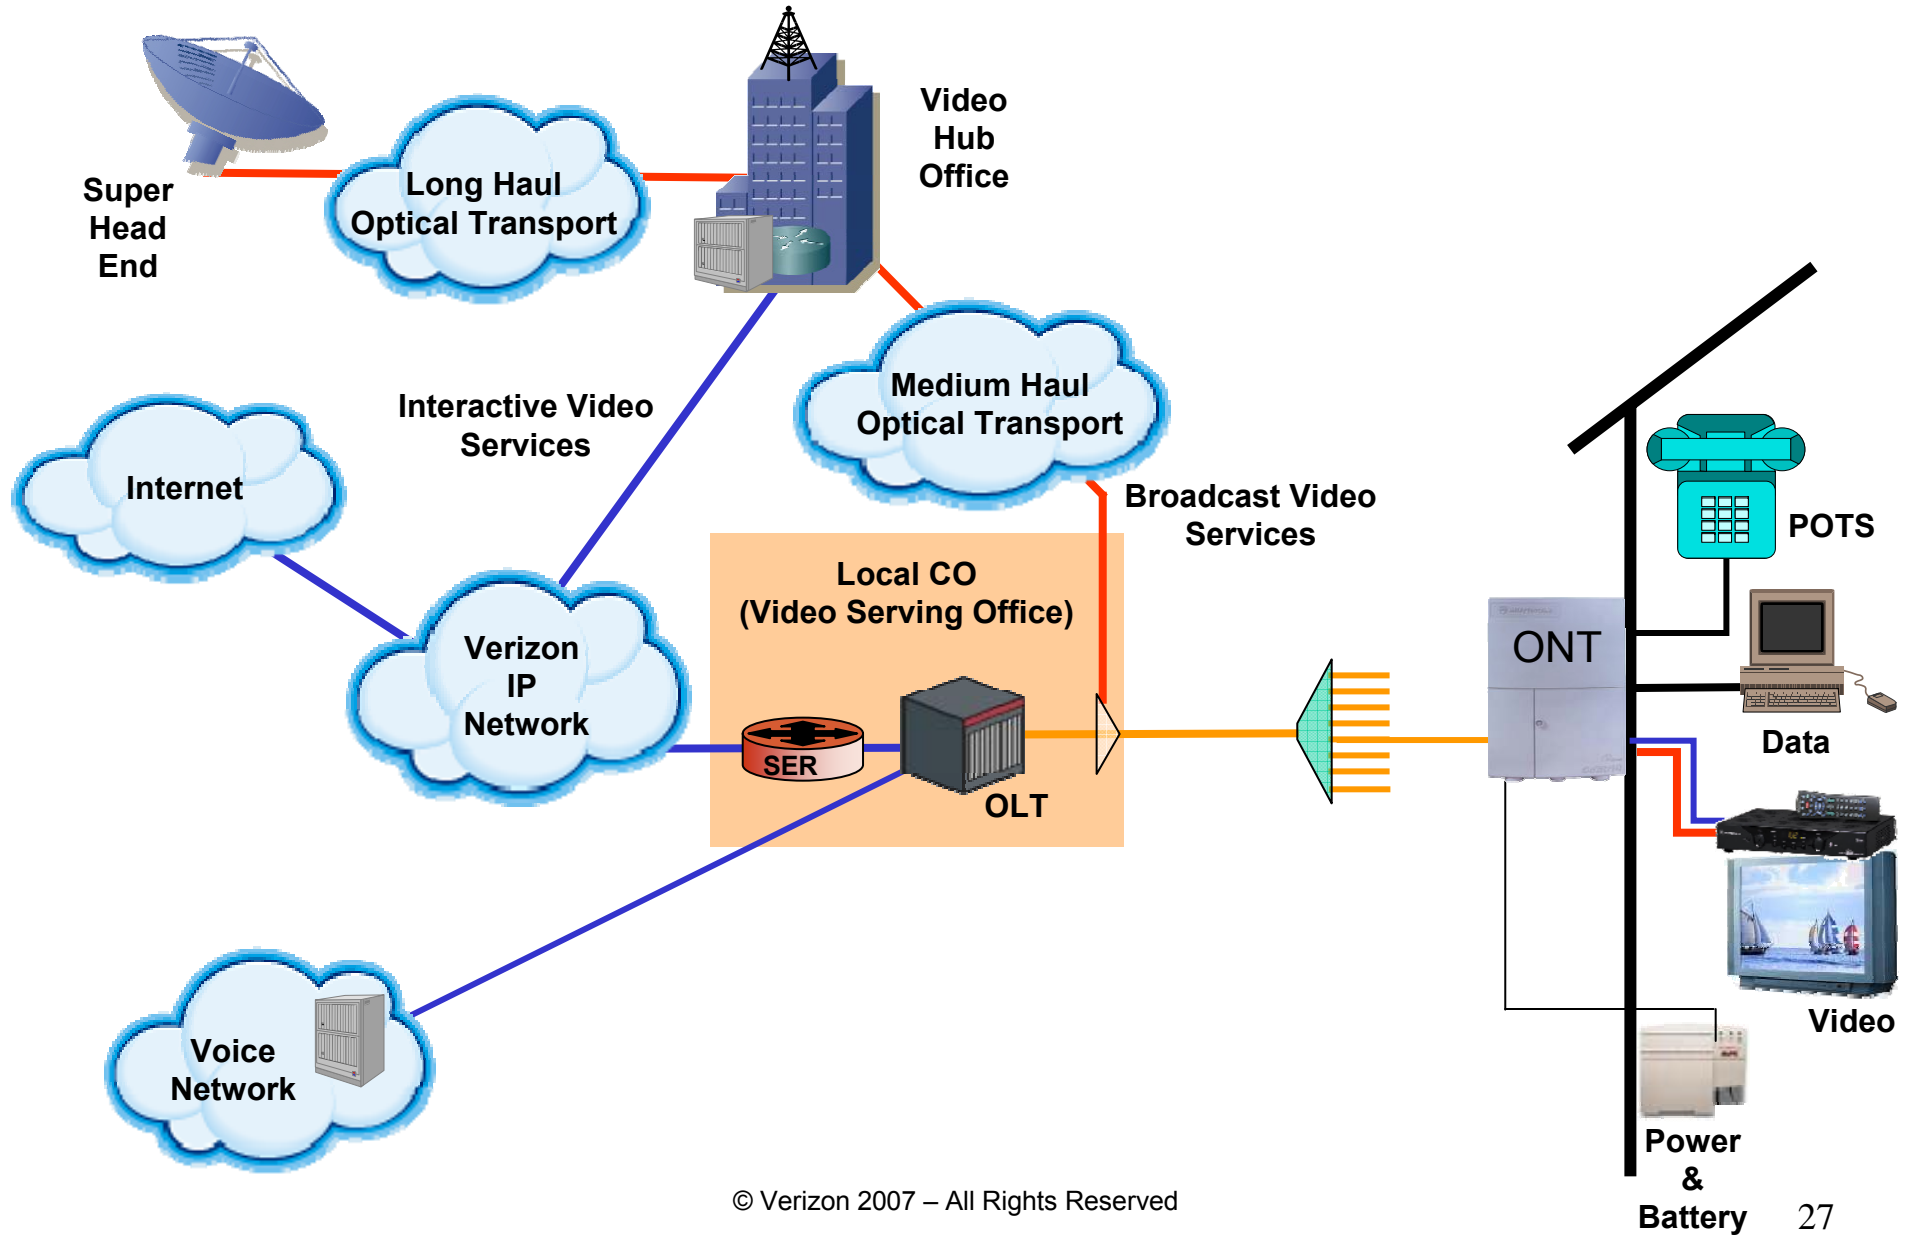 Super
Head
End
Long Haul
Optical Transport
Video
Hub
Office
Interactive Video
Services
Medium Haul
Optical Transport
Internet
Broadcast Video
Services
Local CO
(Video Serving Office)
Verizon
IP
Network
SER
OLT
ONT
POTS
Data
Video
Voice
Network
Power
&
Battery
© Verizon 2007 – All Rights Reserved
27